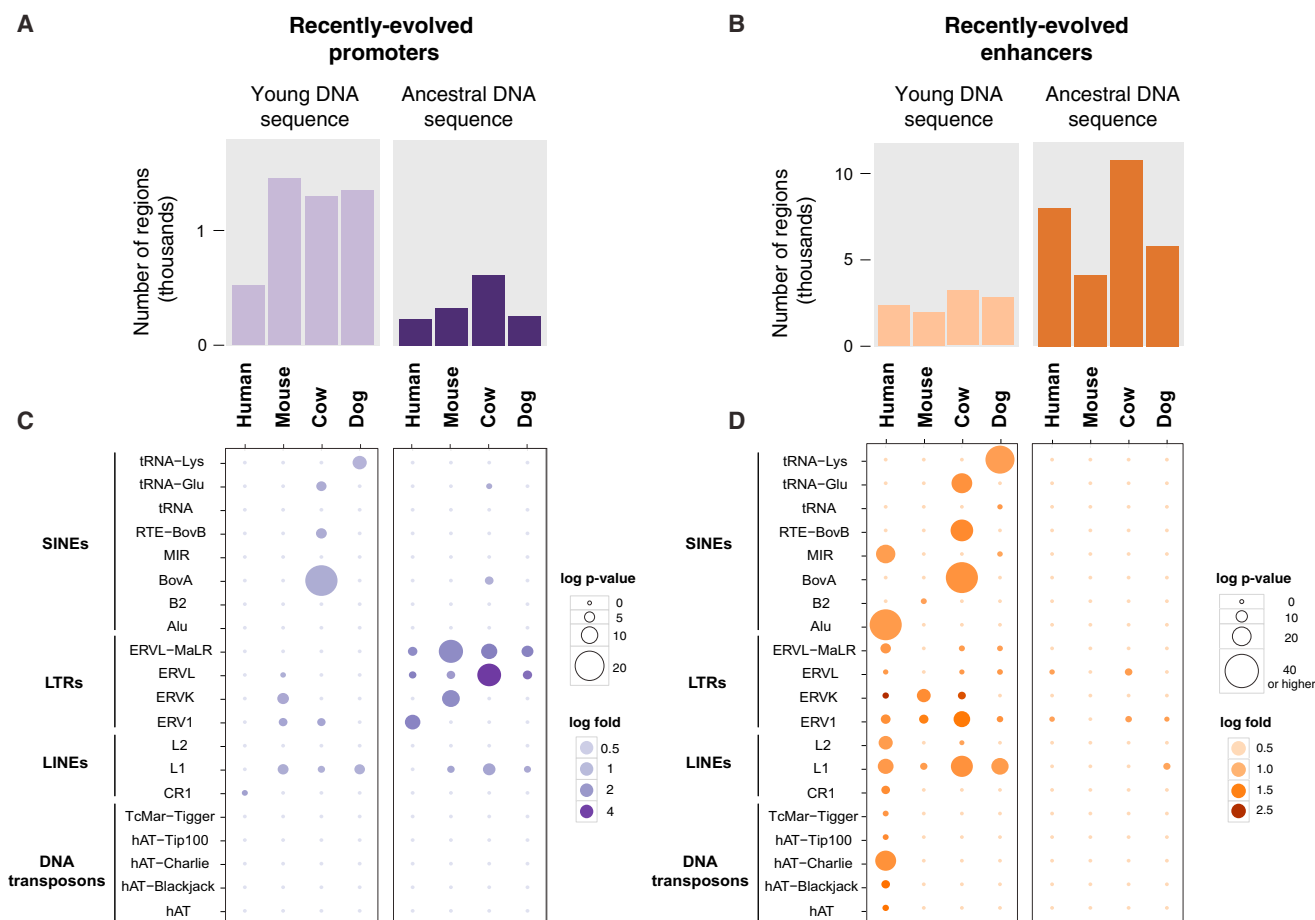 A
Recently-evolved
promoters
Young DNA
sequence
Ancestral DNA
sequence
Number of regions
(thousands)
1
0
Human
Mouse
Cow
Dog
Human
Mouse
Cow
Dog
B
Recently-evolved
enhancers
Young DNA
sequence
Ancestral DNA
sequence
Number of regions
(thousands)
10
5
0
Human
Mouse
Cow
Dog
Human
Mouse
Cow
Dog
C
SINEs
tRNA−Lys
tRNA−Glu
tRNA
RTE−BovB
MIR
BovA
B2
Alu
LTRs
ERVL−MaLR
ERVL
ERVK
ERV1
LINEs
L2
L1
CR1
DNA
transposons
TcMar−Tigger
hAT−Tip100
hAT−Charlie
hAT−Blackjack
hAT
log p-value
0
5
10
20
log fold
0.5
1
2
4
D
SINEs
tRNA−Lys
tRNA−Glu
tRNA
RTE−BovB
MIR
BovA
B2
Alu
LTRs
ERVL−MaLR
ERVL
ERVK
ERV1
LINEs
L2
L1
CR1
DNA
transposons
TcMar−Tigger
hAT−Tip100
hAT−Charlie
hAT−Blackjack
hAT
log p-value
0
10
20
40
or higher
log fold
0.5
1.0
1.5
2.5